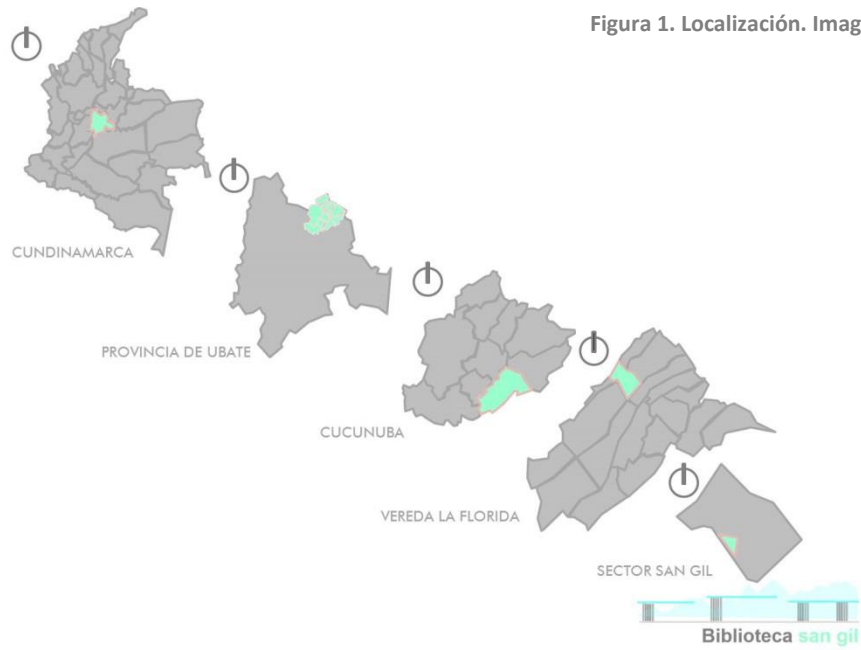 Figura 1. Localización. Imag
CUNDINAMARCA
PROVINCIA DE UBATE
CUCUNUBA
VEREDA LA FLORIDA
SECTOR SAN GIL
Biblioteca san gil